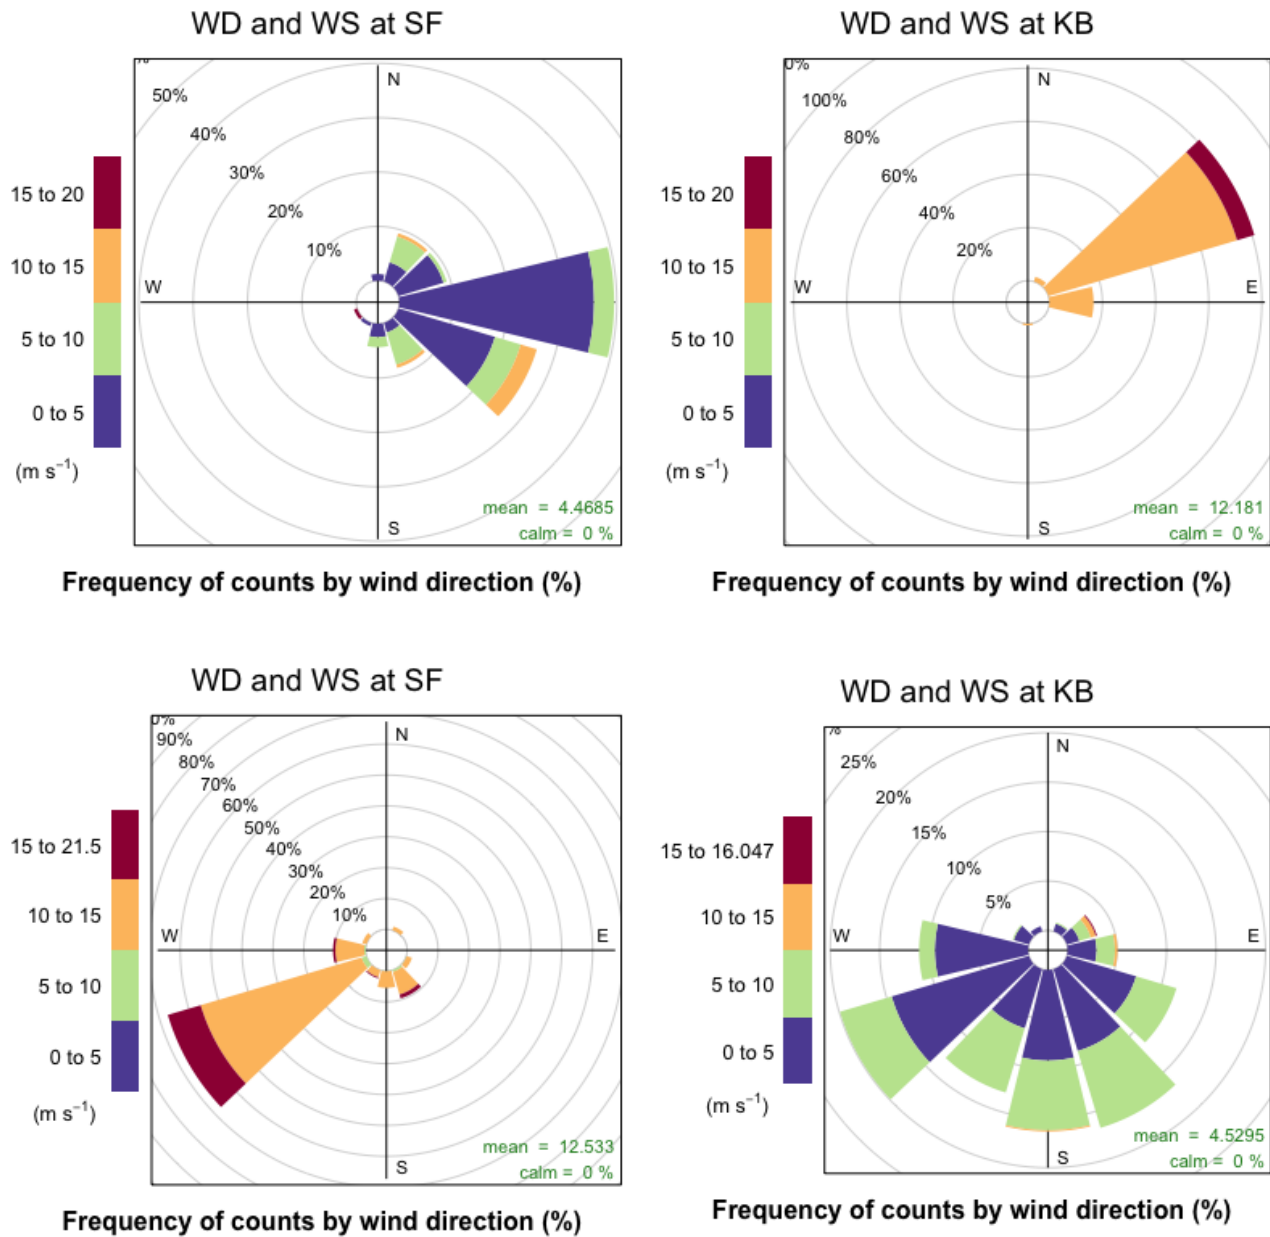 WD and WS at SF
50%
40%
30%
20%
10%
N
W
S
15 to 20
10 to 15
5 to 10
0 to 5
(m s⁻¹)
mean = 4.4685
calm = 0 %
Frequency of counts by wind direction (%)
WD and WS at KB
0%
100%
80%
60%
40%
20%
N
W
E
S
15 to 20
10 to 15
5 to 10
0 to 5
(m s⁻¹)
mean = 12.181
calm = 0 %
Frequency of counts by wind direction (%)
WD and WS at SF
0%
90%
80%
70%
60%
50%
40%
30%
20%
10%
N
W
E
S
15 to 21.5
10 to 15
5 to 10
0 to 5
(m s⁻¹)
mean = 12.533
calm = 0 %
Frequency of counts by wind direction (%)
WD and WS at KB
%
25%
20%
15%
10%
5%
N
W
E
S
15 to 16.047
10 to 15
5 to 10
0 to 5
(m s⁻¹)
mean = 4.5295
calm = 0 %
Frequency of counts by wind direction (%)